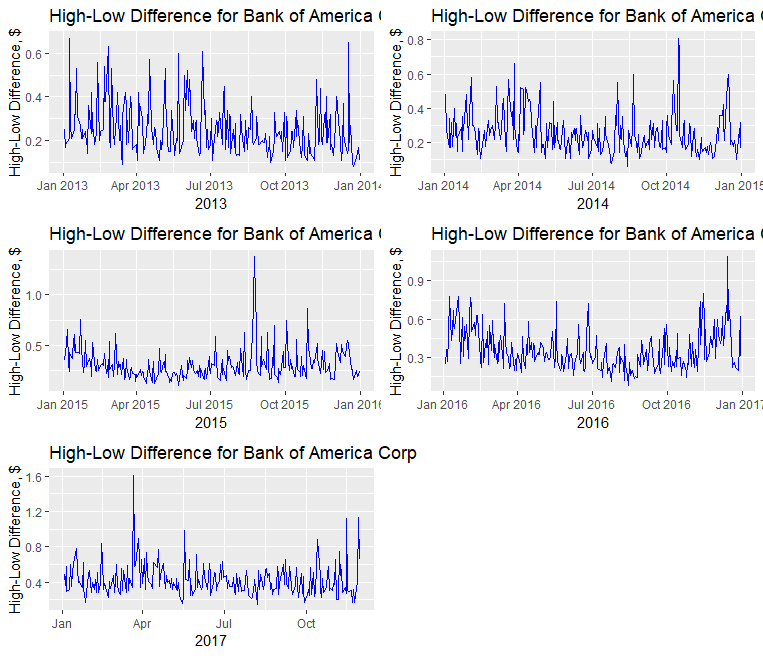 High-Low Difference for Bank of America C
High-Low Difference, $
0.6
0.4
0.2
Jan 2013
Apr 2013
Jul 2013
Oct 2013
Jan 2014
2013
High-Low Difference for Bank of America C
High-Low Difference, $
0.8
0.6
0.4
0.2
Jan 2014
Apr 2014
Jul 2014
Oct 2014
Jan 2015
2014
High-Low Difference for Bank of America C
High-Low Difference, $
1.0
0.5
Jan 2015
Apr 2015
Jul 2015
Oct 2015
Jan 2016
2015
High-Low Difference for Bank of America C
High-Low Difference, $
0.9
0.6
0.3
Jan 2016
Apr 2016
Jul 2016
Oct 2016
Jan 2017
2016
High-Low Difference for Bank of America Corp
High-Low Difference, $
1.6
1.2
0.8
0.4
Jan
Apr
Jul
Oct
2017